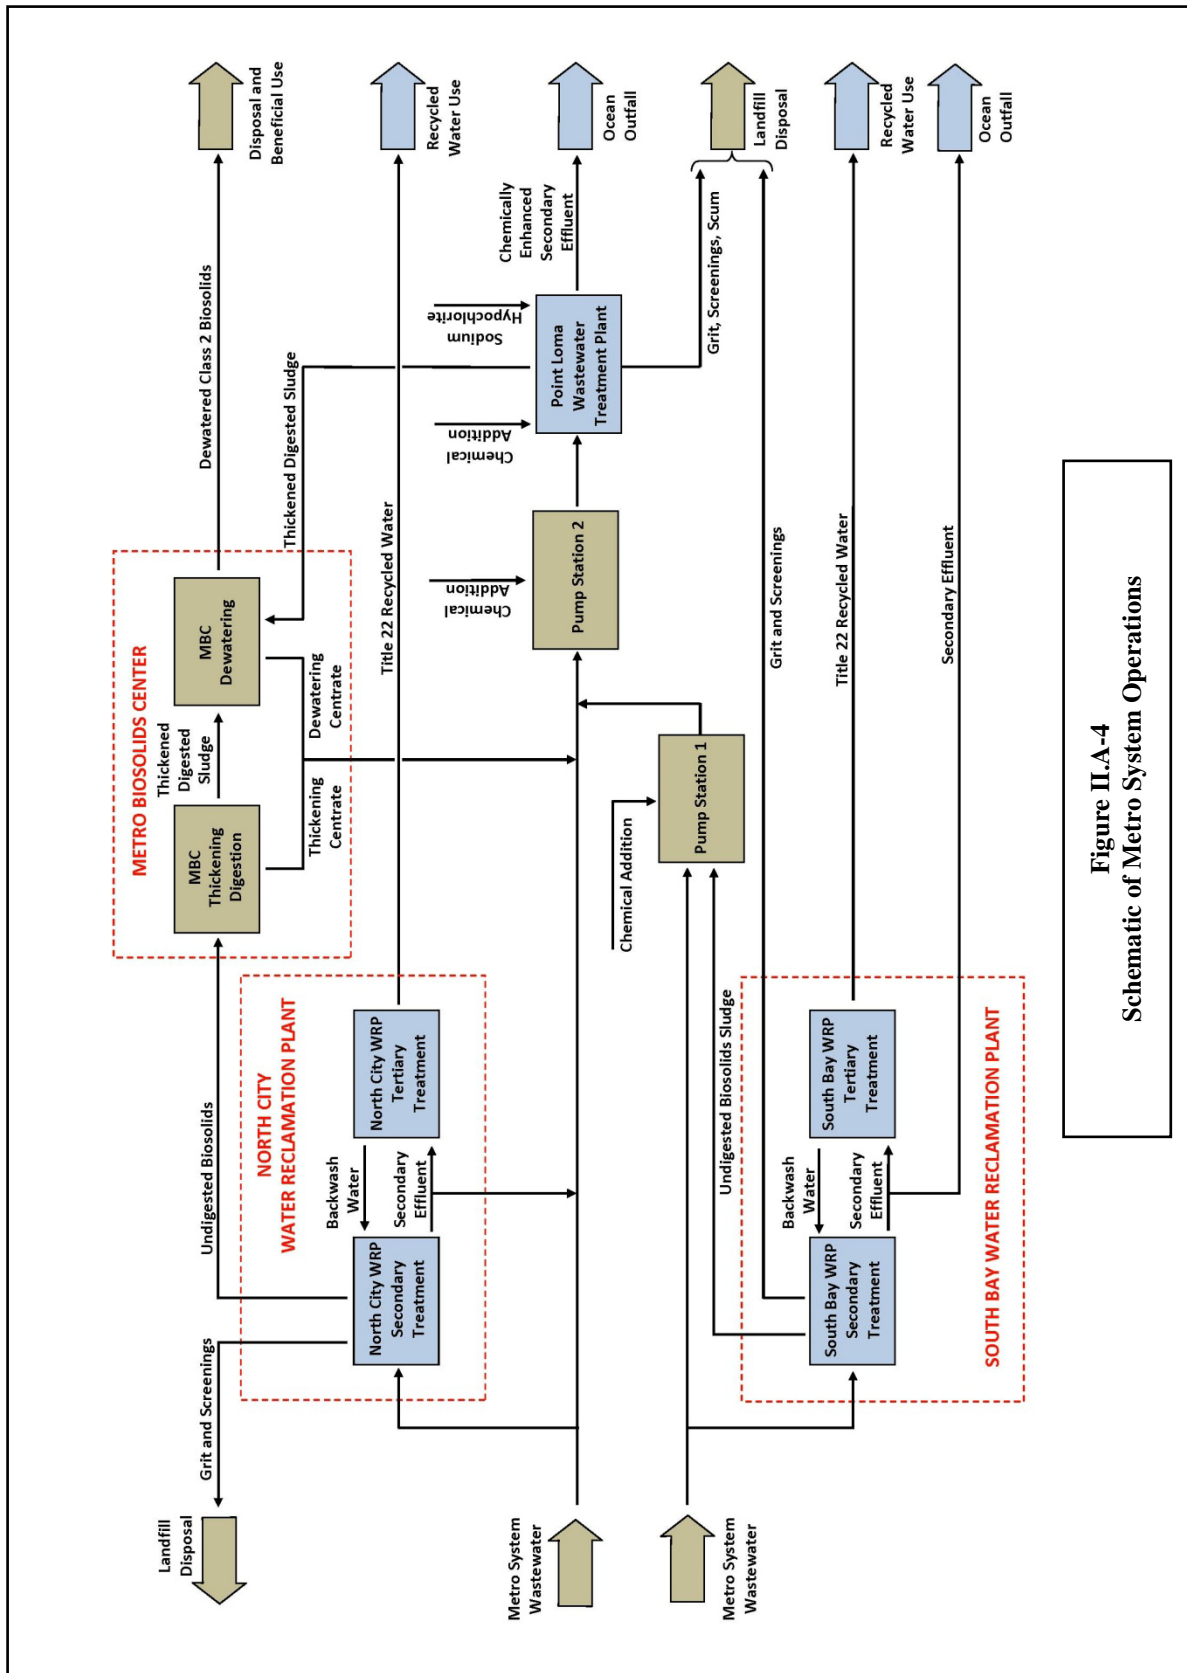 Landfill
Disposal
Grit and Screenings
Undigested Biosolids
METRO BIOSOLIDS CENTER
MBC
Thickening
Digestion
Thickened
Digested
Sludge
MBC
Dewatering
Thickening
Centrate
Dewatering
Centrate
Dewatered Class 2 Biosolids
Disposal and
Beneficial Use
Thickened Digested Sludge
NORTH CITY
WATER RECLAMATION PLANT
North City WRP
Secondary
Treatment
Backwash
Water
Secondary
Effluent
North City WRP
Tertiary
Treatment
Title 22 Recycled Water
Recycled
Water Use
Metro System
Wastewater
Chemical
Addition
Pump Station 2
Chemical
Addition
Sodium
Hypochlorite
Point Loma
Wastewater
Treatment Plant
Chemically
Enhanced
Secondary
Effluent
Ocean
Outfall
Metro System
Wastewater
Chemical Addition
Pump Station 1
Undigested Biosolids Sludge
Grit, Screenings, Scum
Grit and Screenings
Landfill
Disposal
South Bay WRP
Secondary
Treatment
Backwash
Water
Secondary
Effluent
South Bay WRP
Tertiary
Treatment
SOUTH BAY WATER RECLAMATION PLANT
Title 22 Recycled Water
Recycled
Water Use
Secondary Effluent
Ocean
Outfall
Figure II.A-4
Schematic of Metro System Operations